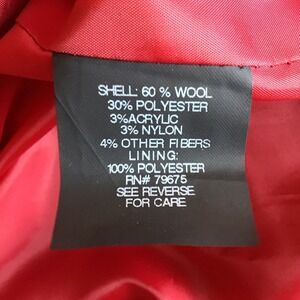 SHELL: 60 % WOOL
30% POLYESTER
3%ACRYLIC
3% NYLON
4% OTHER FIBERS
LINING:
100% POLYESTER
RN# 79675
SEE REVERSE
FOR CARE